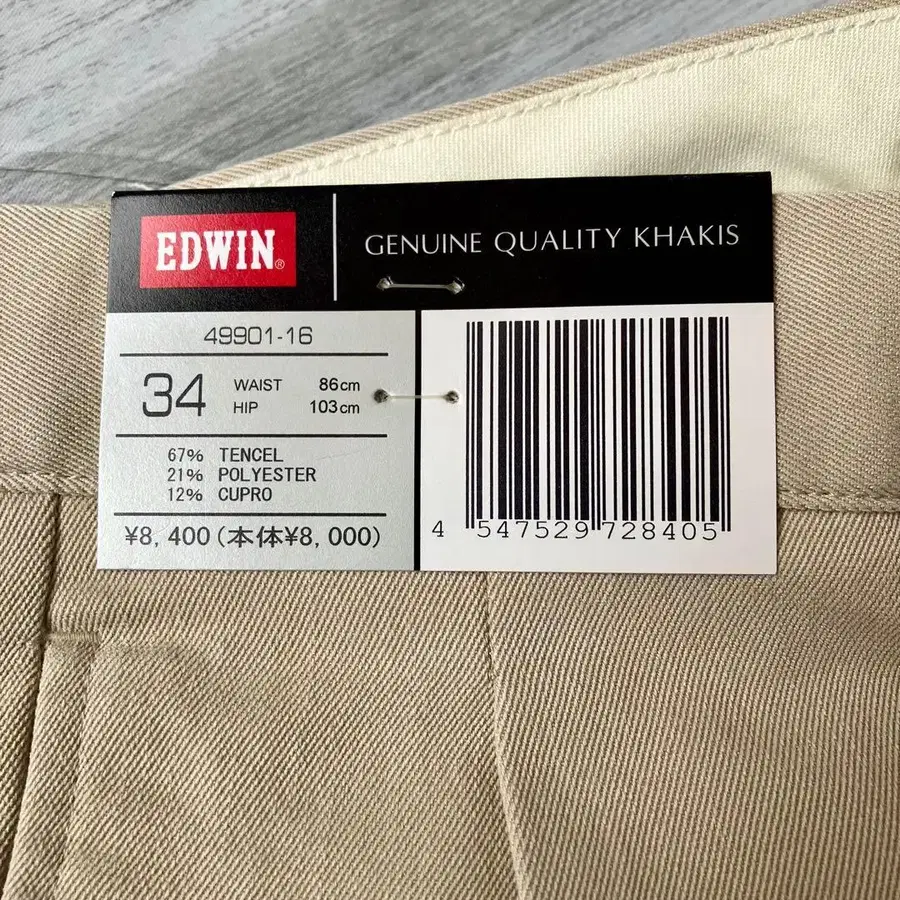 EDWIN®
GENUINE QUALITY KHAKIS
49901-16
34
WAIST 86cm
HIP 103cm
67% TENCEL
21% POLYESTER
12% CUPRO
¥8,400(本体¥8,000)
4 547529 728405